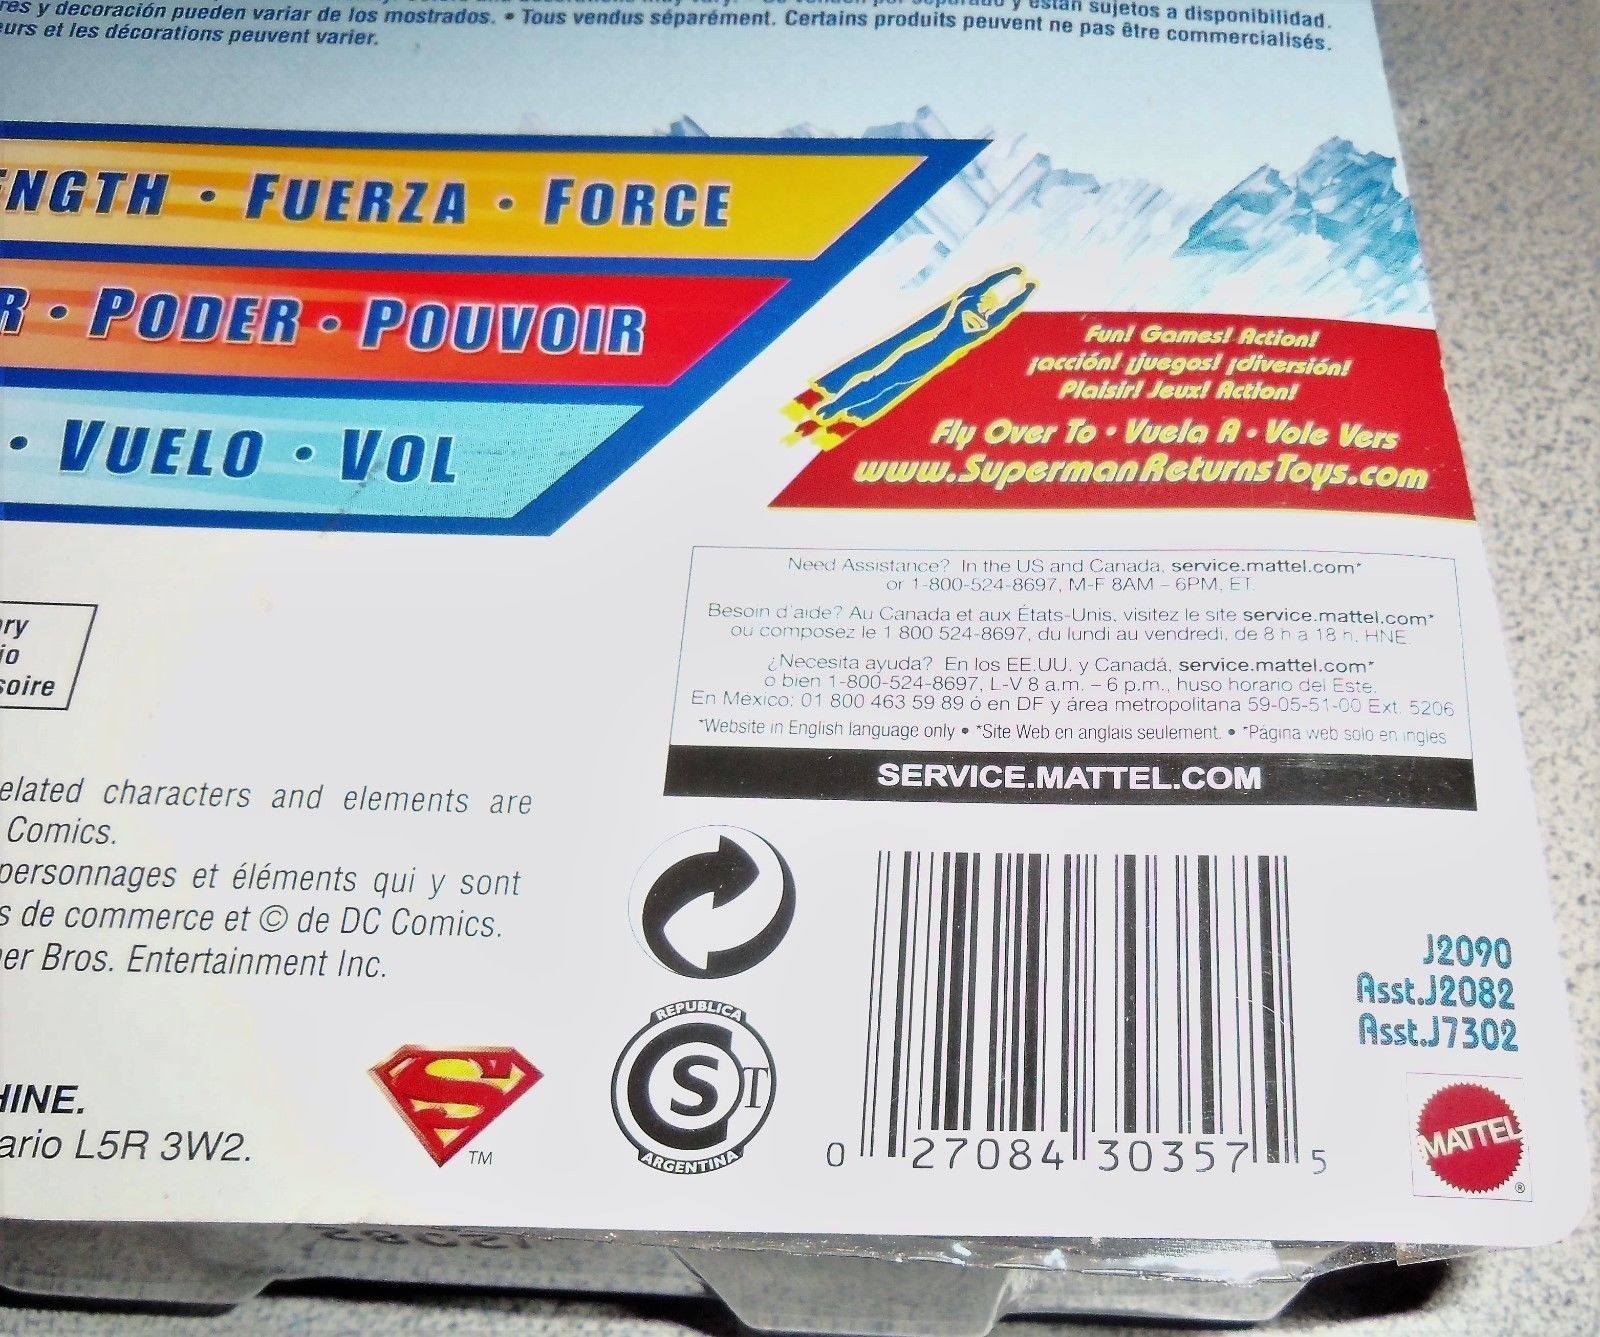 res y decoración pueden variar de los mostrados. • Tous vendus séparément. Certains produits peuvent ne pas être commercialisés.
y están sujetos a disponibilidad.
eurs et les décorations peuvent varier.
ENGTH • FUERZA • FORCE
R • PODER • POUVOIR
• VUELO • VOL
Fun! Games! Action!
¡acción! ¡juegos! ¡diversión!
Plaisir! Jeux! Action!
Fly Over To • Vuela A • Vole Vers
www.SupermanReturnsToys.com
Need Assistance? In the US and Canada, service.mattel.com*
or 1-800-524-8697, M-F 8AM – 6PM, ET.
Besoin d'aide? Au Canada et aux États-Unis, visitez le site service.mattel.com*
ou composez le 1 800 524-8697, du lundi au vendredi, de 8 h à 18 h, HNE.
¿Necesita ayuda? En los EE.UU. y Canadá, service.mattel.com*
o bien 1-800-524-8697, L-V 8 a.m. – 6 p.m., huso horario del Este.
En México: 01 800 463 59 89 ó en DF y área metropolitana 59-05-51-00 Ext. 5206
*Website in English language only • *Site Web en anglais seulement. • *Página web solo en inglés
SERVICE.MATTEL.COM
ory
io
soire
elated characters and elements are
Comics.
personnages et éléments qui y sont
s de commerce et © de DC Comics.
ner Bros. Entertainment Inc.
HINE.
ario L5R 3W2.
S
TM
REPUBLICA
CST
ARGENTINA
0 27084 30357 5
J2090
Asst.J2082
Asst.J7302
MATTEL
®